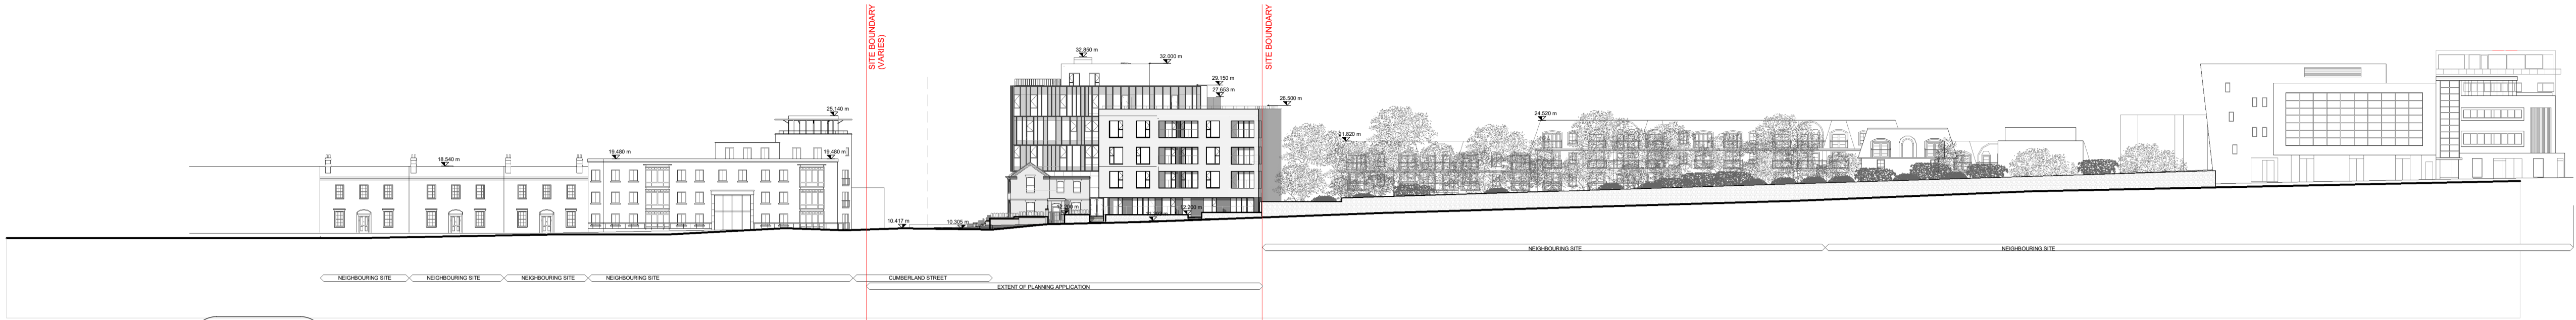 SITE BOUNDARY
(VARIES)
SITE BOUNDARY
32.850 m
32.000 m
29.150 m
27.653 m
26.500 m
25.140 m
24.520 m
21.820 m
19.480 m
19.480 m
18.540 m
12.200 m
10.417 m
10.305 m
NEIGHBOURING SITE
NEIGHBOURING SITE
NEIGHBOURING SITE
NEIGHBOURING SITE
NEIGHBOURING SITE
NEIGHBOURING SITE
CUMBERLAND STREET
EXTENT OF PLANNING APPLICATION